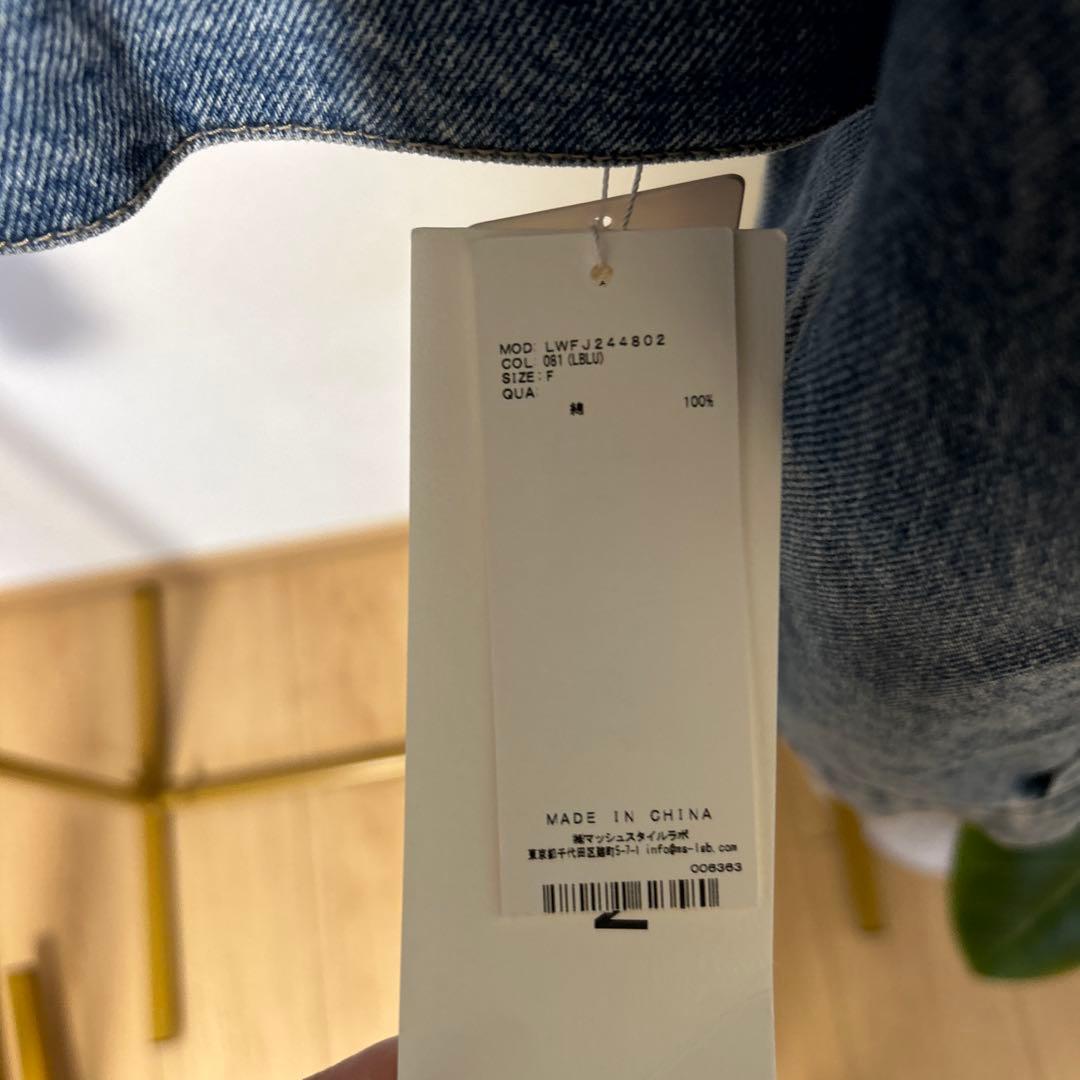 MOD: LWFJ244802
COL: 081(LBLU)
SIZE: F
QUA:
綿 100%
MADE IN CHINA
㈱マッシュスタイルラボ
東京都千代田区麹町5-7-1 info@ms-lab.com
006363